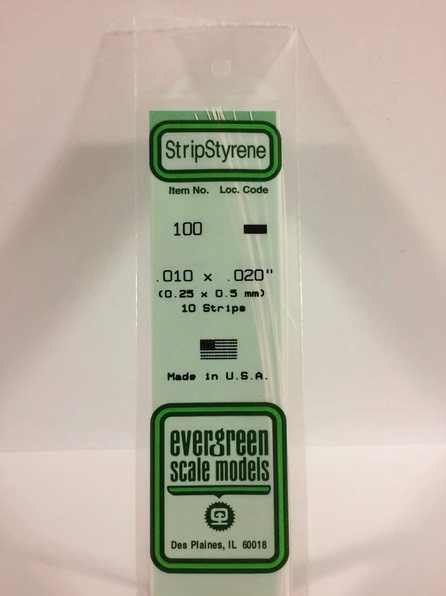 StripStyrene
Item No. Loc. Code
100
.010 x .020"
(0.25 x 0.5 mm)
10 Strips
Made in U.S.A.
evergreen
scale models
Des Plaines, IL 60018